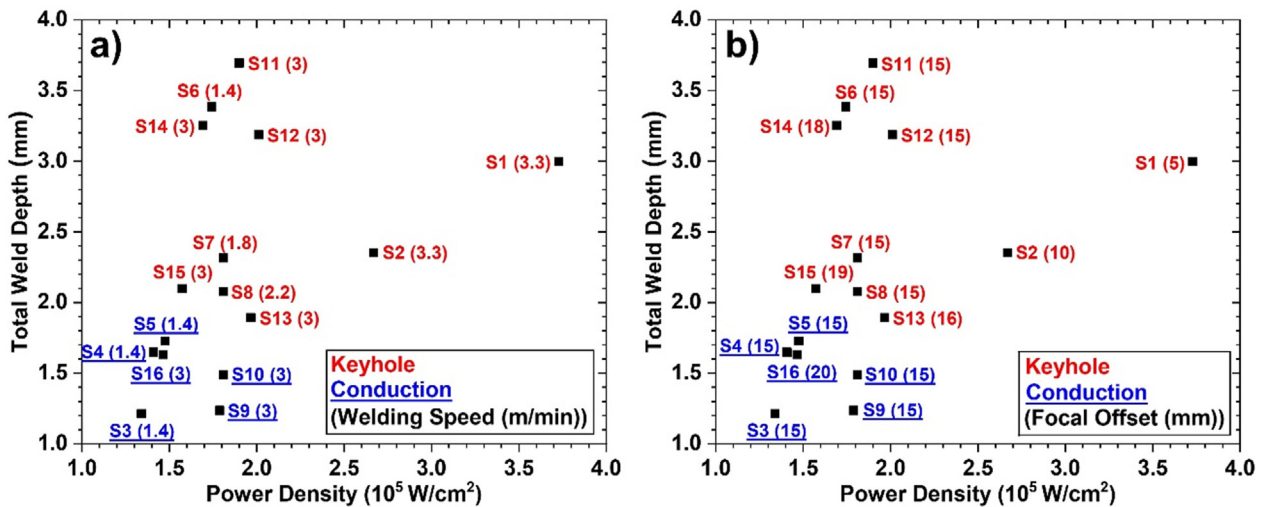 a)
Total Weld Depth (mm)
4.0
3.5
3.0
2.5
2.0
1.5
1.0
S11 (3)
S6 (1.4)
S14 (3)
S12 (3)
S1 (3.3)
S7 (1.8)
S2 (3.3)
S15 (3)
S8 (2.2)
S13 (3)
S5 (1.4)
S4 (1.4)
S16 (3)
S10 (3)
S9 (3)
S3 (1.4)
Keyhole
Conduction
(Welding Speed (m/min))
1.0 1.5 2.0 2.5 3.0 3.5 4.0
Power Density (10⁵ W/cm²)
b)
Total Weld Depth (mm)
4.0
3.5
3.0
2.5
2.0
1.5
1.0
S11 (15)
S6 (15)
S14 (18)
S12 (15)
S1 (5)
S7 (15)
S2 (10)
S15 (19)
S8 (15)
S13 (16)
S5 (15)
S4 (15)
S16 (20)
S10 (15)
S9 (15)
S3 (15)
Keyhole
Conduction
(Focal Offset (mm))
1.0 1.5 2.0 2.5 3.0 3.5 4.0
Power Density (10⁵ W/cm²)